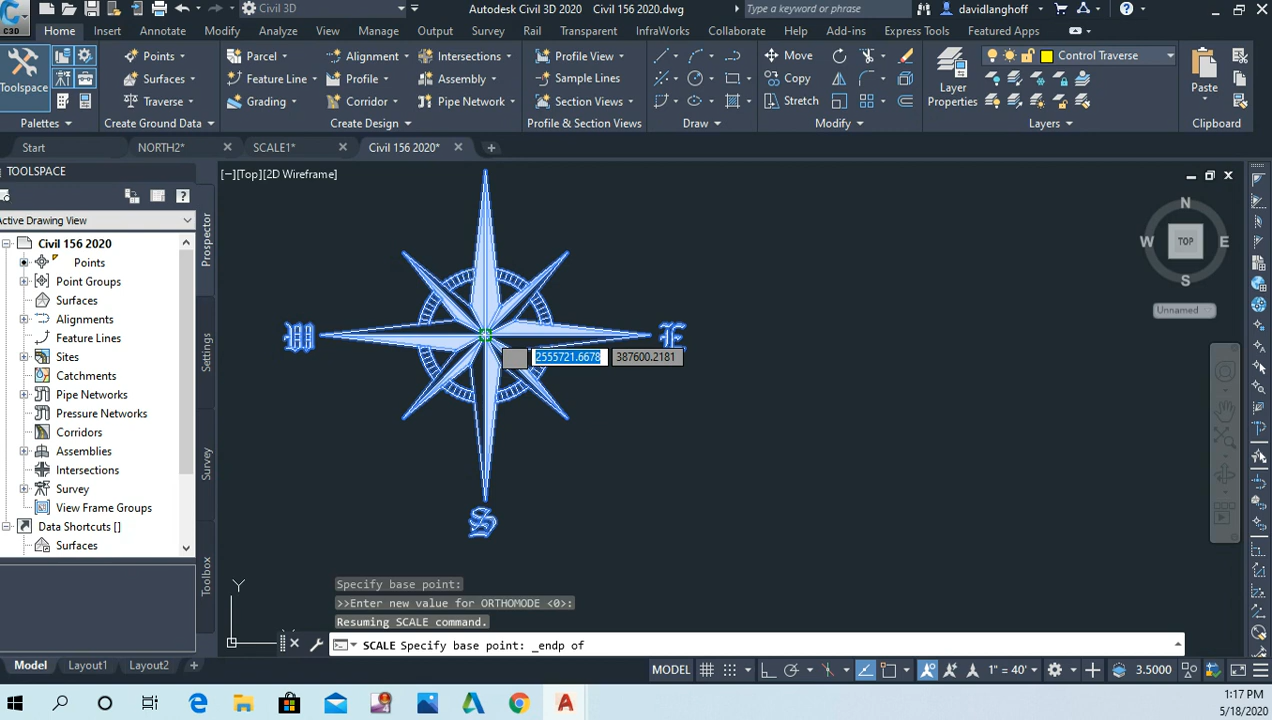 C3D
Civil 3D
Autodesk Civil 3D 2020 Civil 156 2020.dwg
Type a keyword or phrase
davidlanghoff
Home Insert Annotate Modify Analyze View Manage Output Survey Rail Transparent InfraWorks Collaborate Help Add-ins Express Tools Featured Apps
Toolspace
Points
Surfaces
Traverse
Parcel
Feature Line
Grading
Alignment
Profile
Corridor
Intersections
Assembly
Pipe Network
Profile View
Sample Lines
Section Views
Move
Copy
Stretch
Layer
Properties
Control Traverse
Paste
Palettes Create Ground Data Create Design Profile & Section Views Draw Modify Layers Clipboard
Start NORTH2* SCALE1* Civil 156 2020*
TOOLSPACE
Active Drawing View
Civil 156 2020
Points
Point Groups
Surfaces
Alignments
Feature Lines
Sites
Catchments
Pipe Networks
Pressure Networks
Corridors
Assemblies
Intersections
Survey
View Frame Groups
Data Shortcuts []
Surfaces
Prospector
Settings
Survey
Toolbox
[−][Top][2D Wireframe]
N
W TOP E
S
Unnamed
W
E
S
2555721.6678 387600.2181
Y
Specify base point:
>>Enter new value for ORTHOMODE <0>:
Resuming SCALE command.
SCALE Specify base point: _endp of
Model Layout1 Layout2
MODEL 1" = 40' 3.5000
1:17 PM
5/18/2020